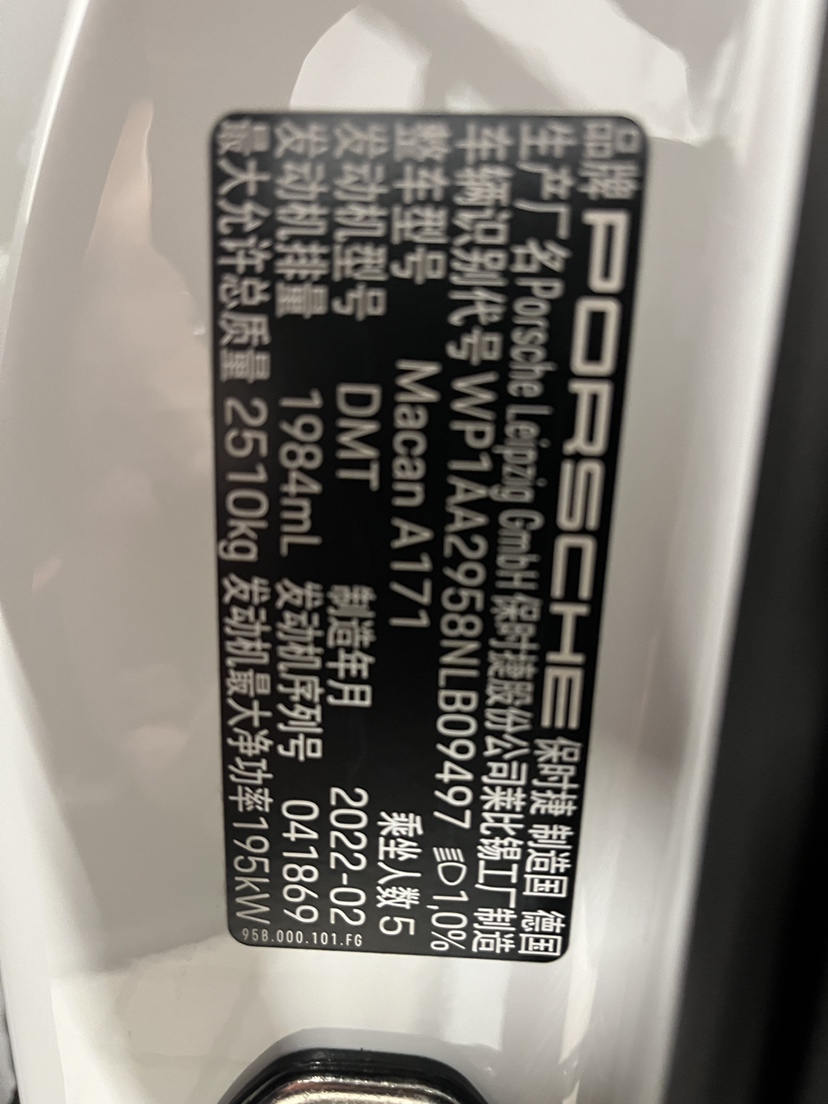 品牌 PORSCHE 保时捷 制造国 德国
生产厂名 Porsche Leipzig GmbH 保时捷股份公司莱比锡工厂制造
车辆识别代号 WP1AA2958NLB09497 1,0%
整车型号 Macan A171 乘坐人数 5
发动机型号 DMT 制造年月 2022-02
发动机排量 1984mL 发动机序列号 041869
最大允许总质量 2510kg 发动机最大净功率 195kW
95B.000.101.FG